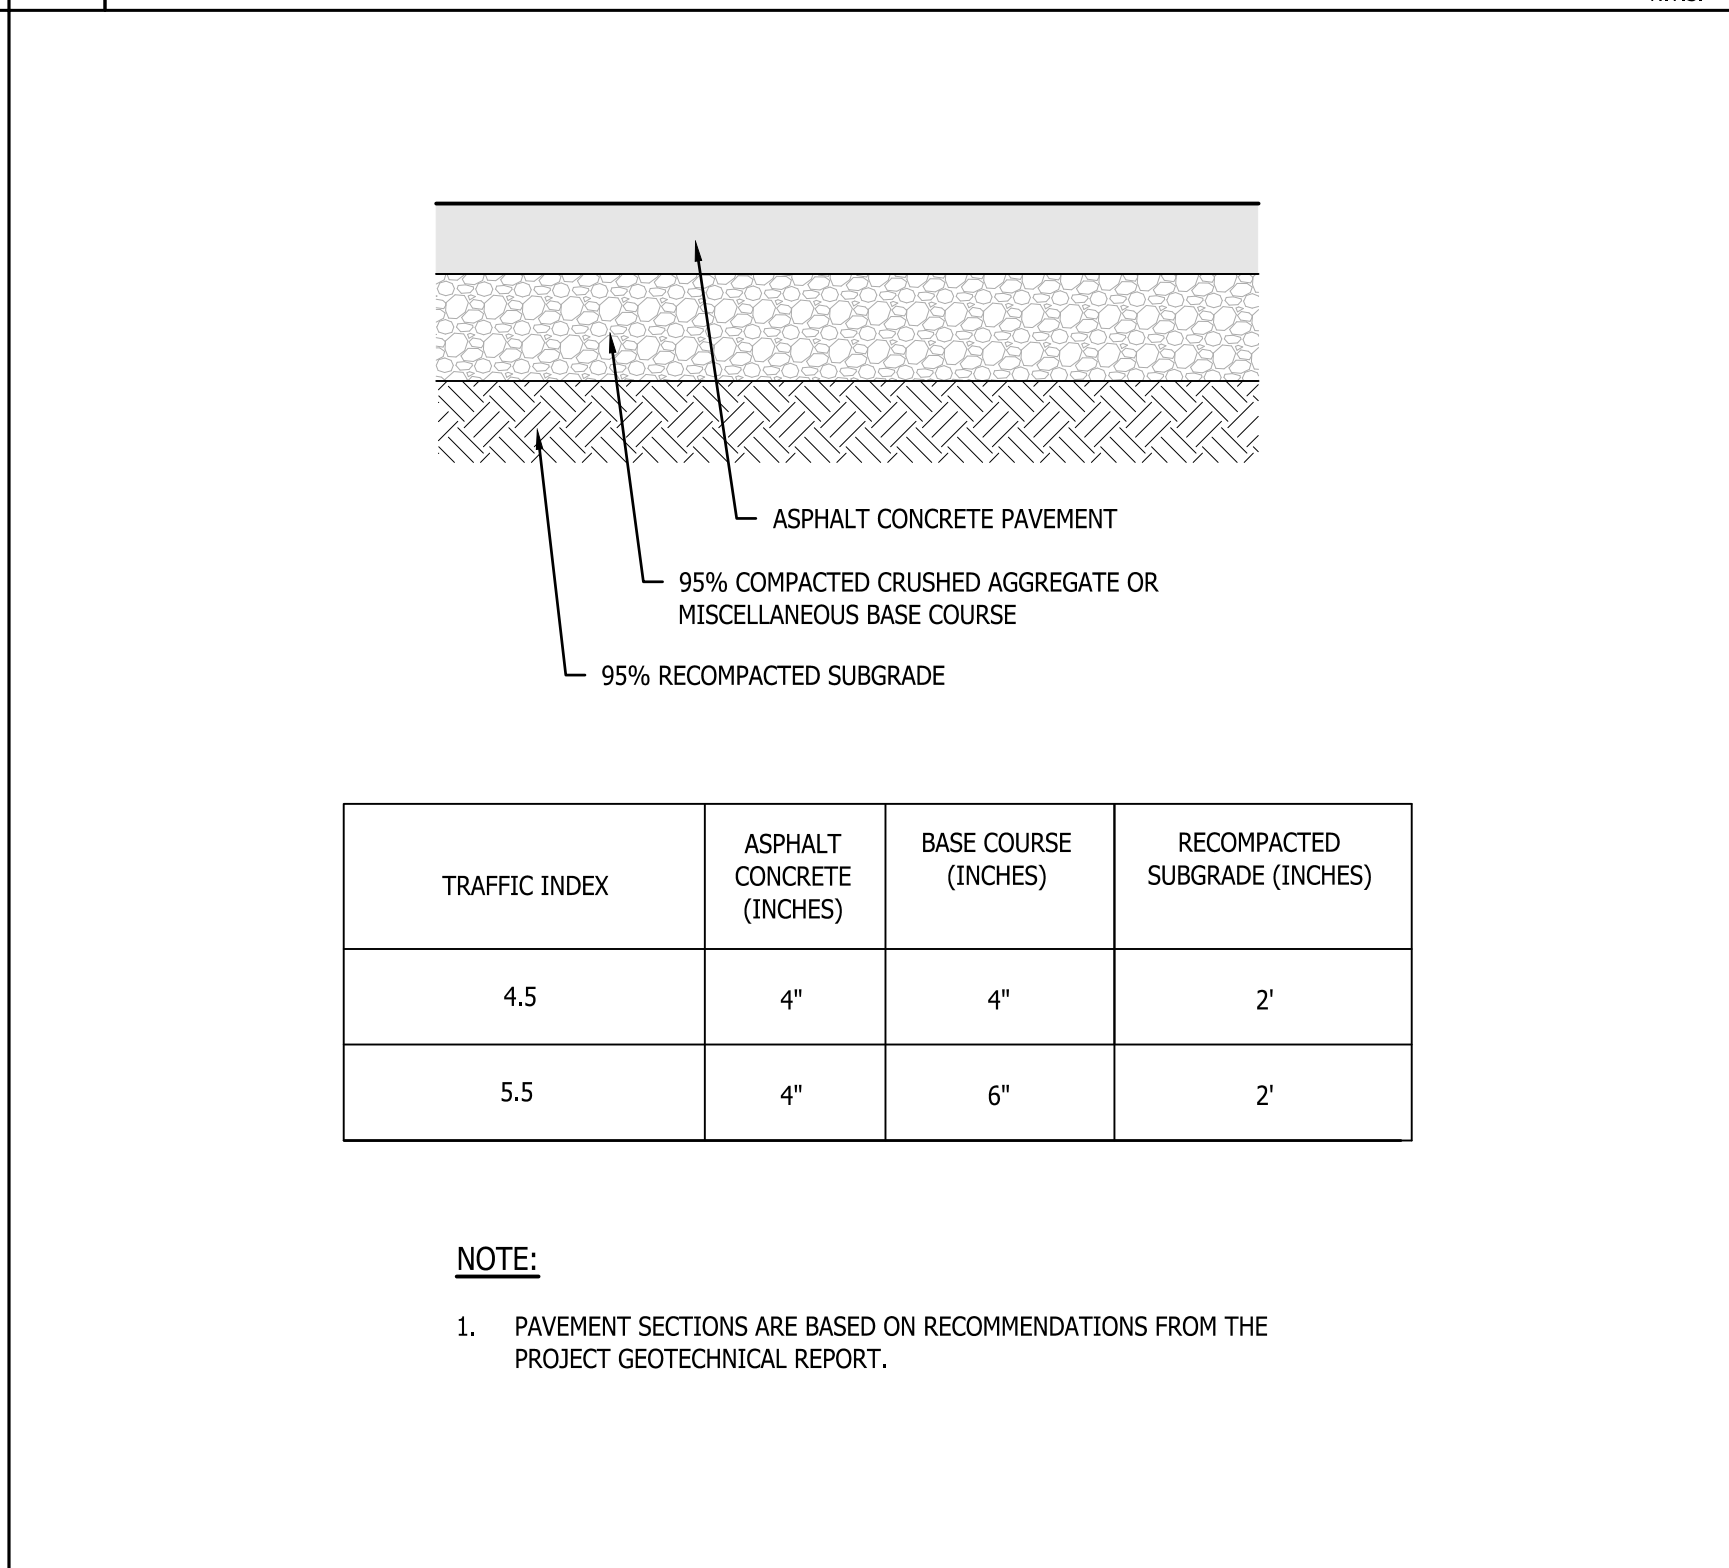 ASPHALT CONCRETE PAVEMENT
95% COMPACTED CRUSHED AGGREGATE OR
MISCELLANEOUS BASE COURSE
95% RECOMPACTED SUBGRADE
TRAFFIC INDEX
ASPHALT
CONCRETE
(INCHES)
BASE COURSE
(INCHES)
RECOMPACTED
SUBGRADE (INCHES)
4.5 4" 4" 2'
5.5 4" 6" 2'
NOTE:
1. PAVEMENT SECTIONS ARE BASED ON RECOMMENDATIONS FROM THE
PROJECT GEOTECHNICAL REPORT.